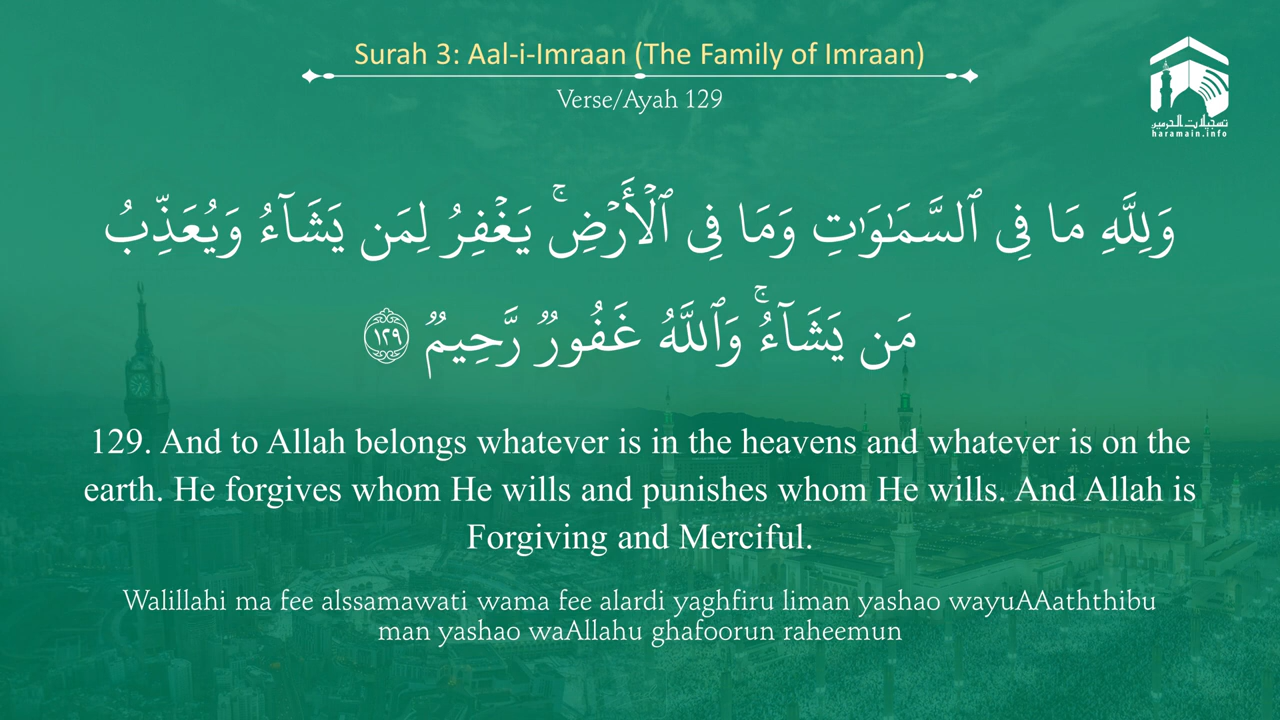 Surah 3: Aal-i-Imraan (The Family of Imraan)
Verse/Ayah 129
تسجيلات الحرمين
haramain.info
وَلِلَّهِ مَا فِى ٱلسَّمَـٰوَٰتِ وَمَا فِى ٱلْأَرْضِ ۚ يَغْفِرُ لِمَن يَشَآءُ وَيُعَذِّبُ
مَن يَشَآءُ ۚ وَٱللَّهُ غَفُورٌ رَّحِيمٌ ١٢٩
129. And to Allah belongs whatever is in the heavens and whatever is on the
earth. He forgives whom He wills and punishes whom He wills. And Allah is
Forgiving and Merciful.
Walillahi ma fee alssamawati wama fee alardi yaghfiru liman yashao wayuAAaththibu
man yashao waAllahu ghafoorun raheemun